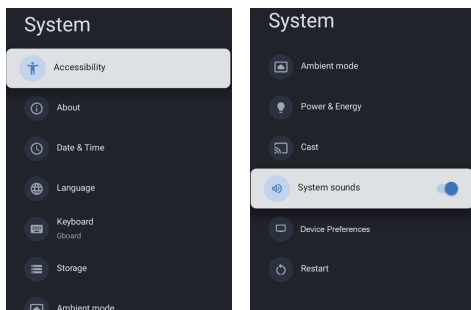 System
Accessibility
About
Date & Time
Language
Keyboard
Gboard
Storage
Ambient mode
System
Ambient mode
Power & Energy
Cast
System sounds
Device Preferences
Restart